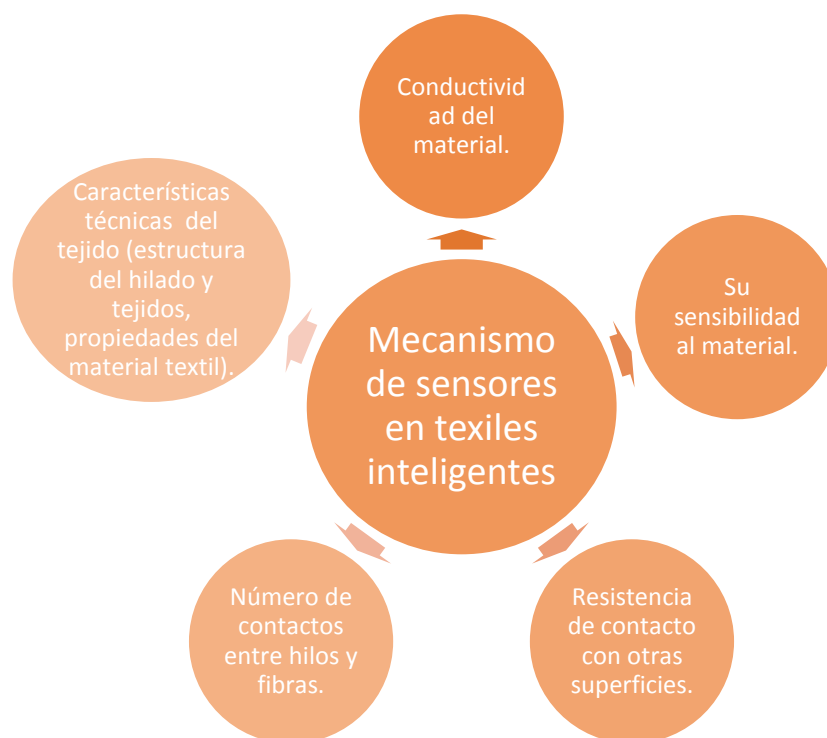 Conductivid
ad del
material.
Características
técnicas  del
tejido (estructura
del hilado y
tejidos,
propiedades del
material textil).
Su
sensibilidad
al material.
Mecanismo
de sensores
en texiles
inteligentes
Número de
contactos
entre hilos y
fibras.
Resistencia
de contacto
con otras
superficies.